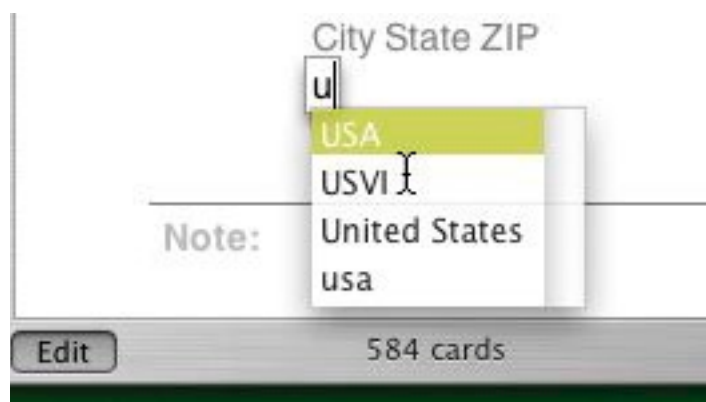 City State ZIP
u
USA
USVI
United States
Note:
usa
Edit
584 cards